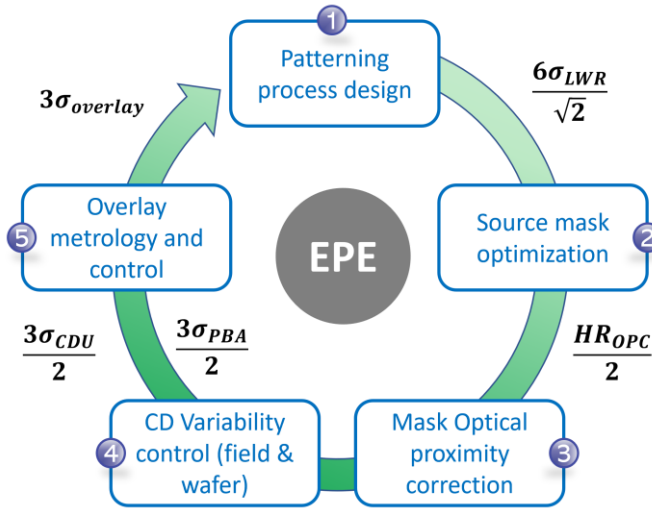 1
Patterning
process design
6σ_LWR
√2
Source mask
optimization
2
HR_OPC
2
Mask Optical
proximity
correction
3
CD Variability
control (field &
wafer)
4
3σ_CDU
2
3σ_PBA
2
Overlay
metrology and
control
5
3σ_overlay
EPE